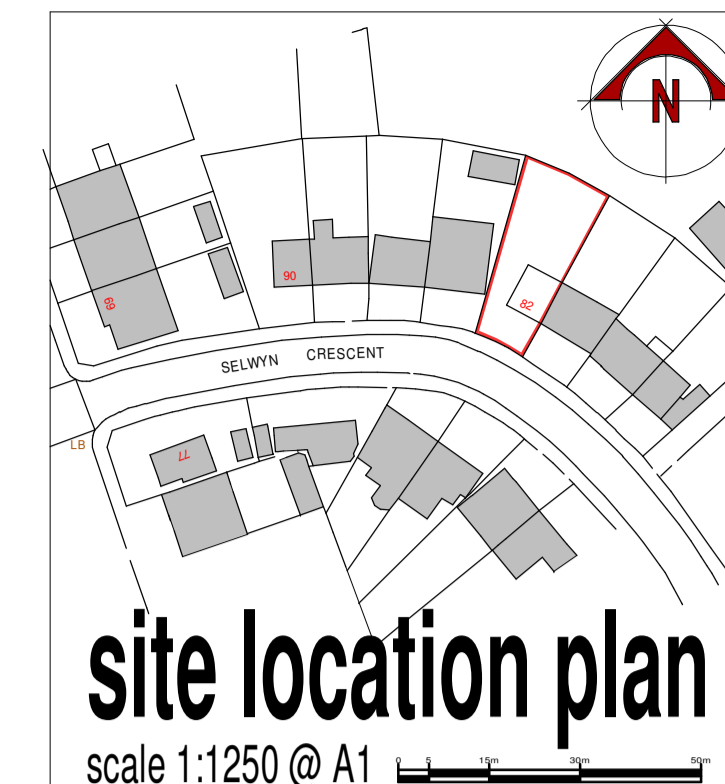 N
69
90
82
SELWYN CRESCENT
LB
77
site location plan
scale 1:1250 @ A1
0 5 15m 30m 50m